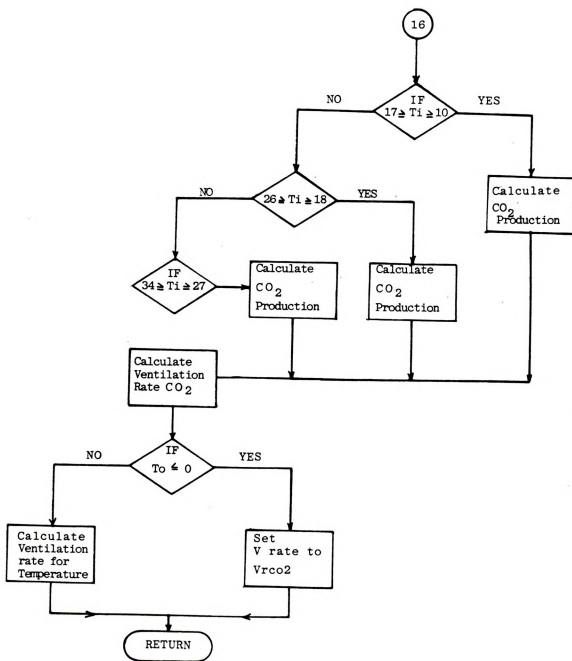 16
IF
17 ≧ Ti ≧ 10
NO
YES
Calculate
CO2
Production
26 ≧ Ti ≧ 18
NO
YES
IF
34 ≧ Ti ≧ 27
Calculate
CO2
Production
Calculate
CO2
Production
Calculate
Ventilation
Rate CO2
IF
To ≦ 0
NO
YES
Calculate
Ventilation
rate for
Temperature
Set
V rate to
Vrco2
RETURN